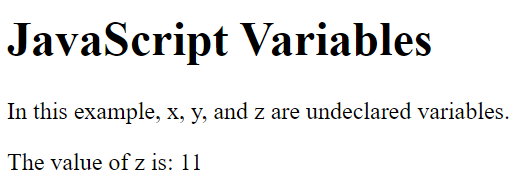 JavaScript Variables
In this example, x, y, and z are undeclared variables.
The value of z is: 11